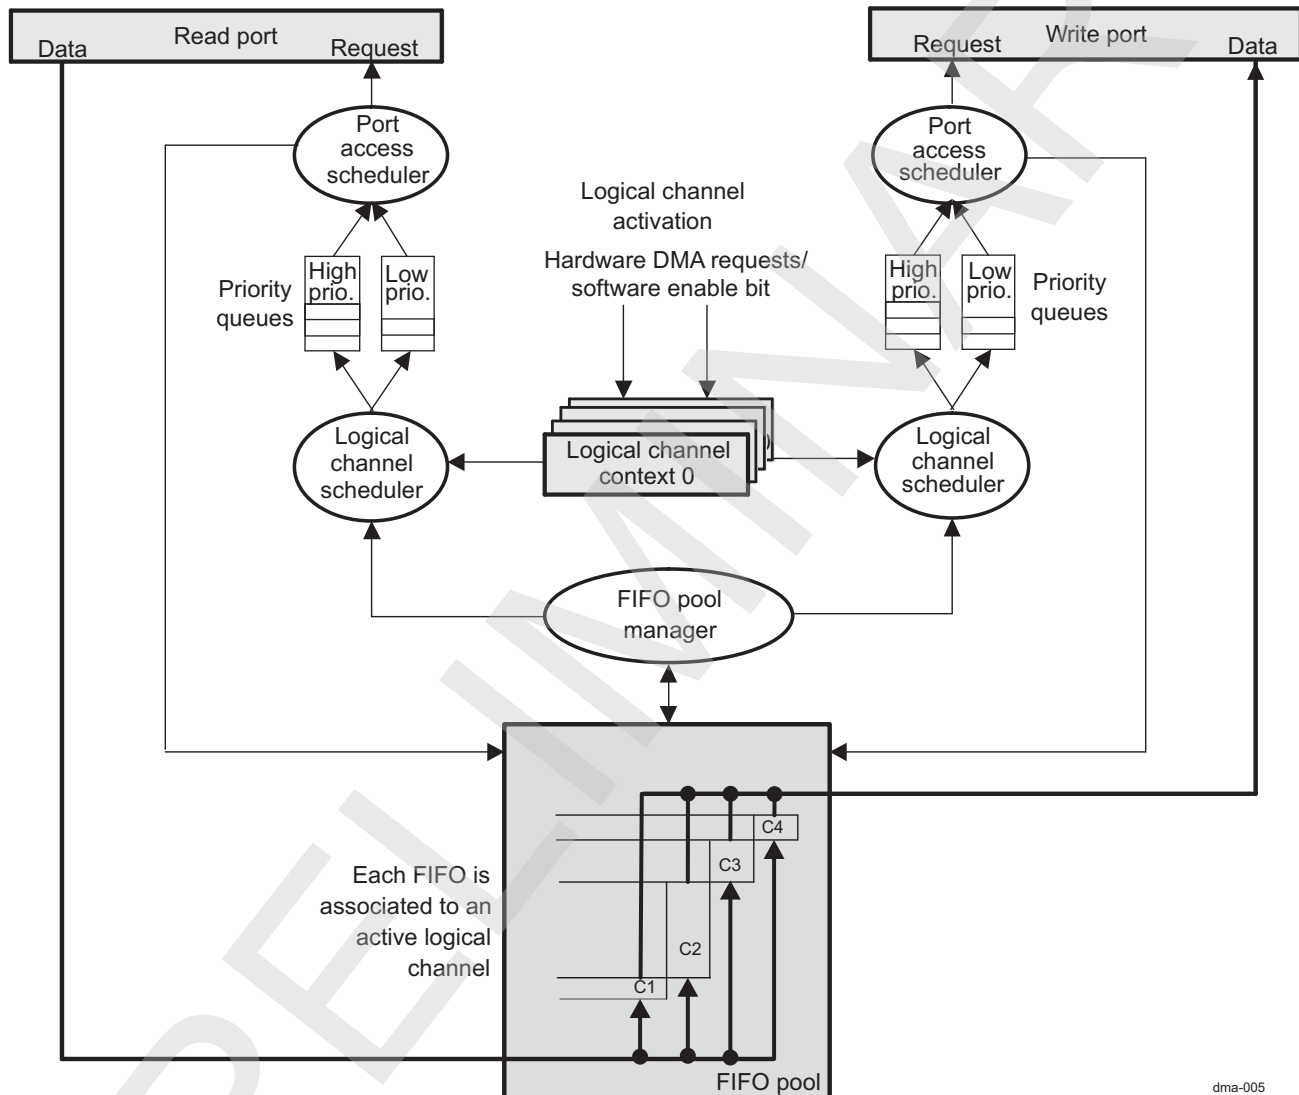 Read port
Data
Request
Write port
Request
Data
Port
access
scheduler
Port
access
scheduler
Logical channel
activation
Hardware DMA requests/
software enable bit
Priority
queues
High
prio.
Low
prio.
High
prio.
Low
prio.
Priority
queues
Logical
channel
scheduler
Logical channel
context 0
Logical
channel
scheduler
FIFO pool
manager
C4
C3
C2
C1
Each FIFO is
associated to an
active logical
channel
FIFO pool
dma-005
PRELIMINARY